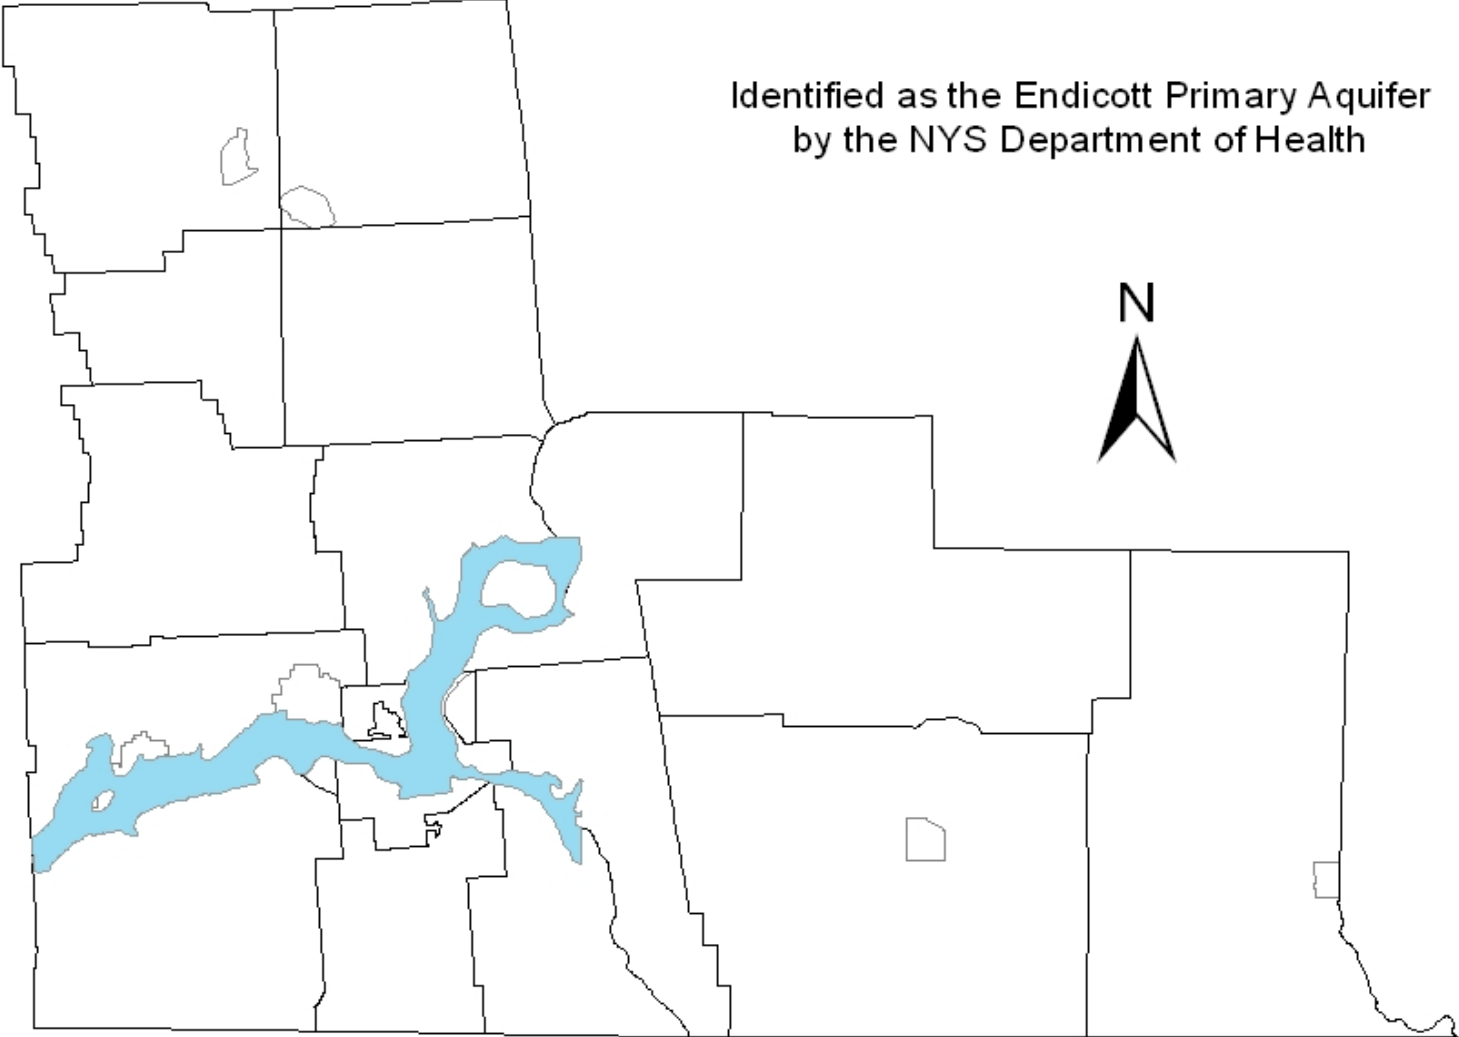 Identified as the Endicott Primary Aquifer
by the NYS Department of Health
N